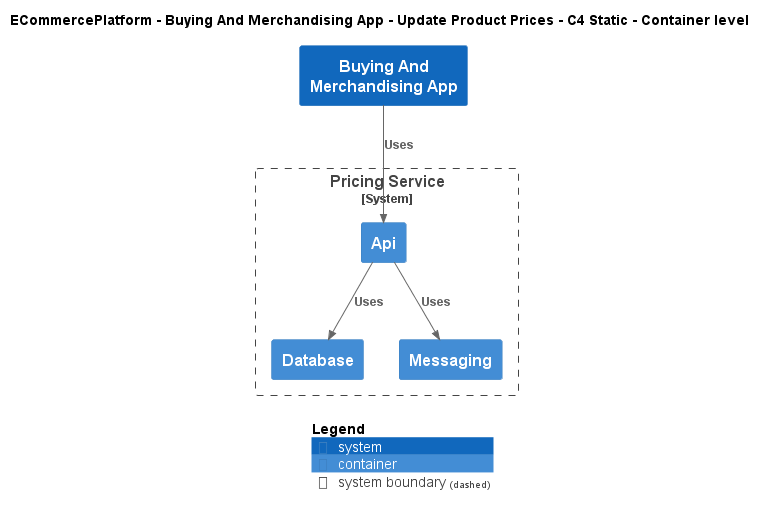 ECommercePlatform - Buying And Merchandising App - Update Product Prices - C4 Static - Container level
Buying And
Merchandising App
Uses
Pricing Service
[System]
Api
Uses
Uses
Database
Messaging
Legend
system
container
system boundary (dashed)